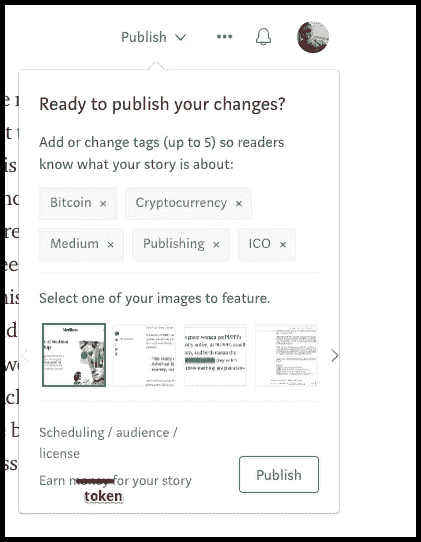 Publish
Ready to publish your changes?
Add or change tags (up to 5) so readers
know what your story is about:
Bitcoin × Cryptocurrency ×
Medium × Publishing × ICO ×
Select one of your images to feature.
Medium
Scheduling / audience /
license
Earn money for your story
token
Publish